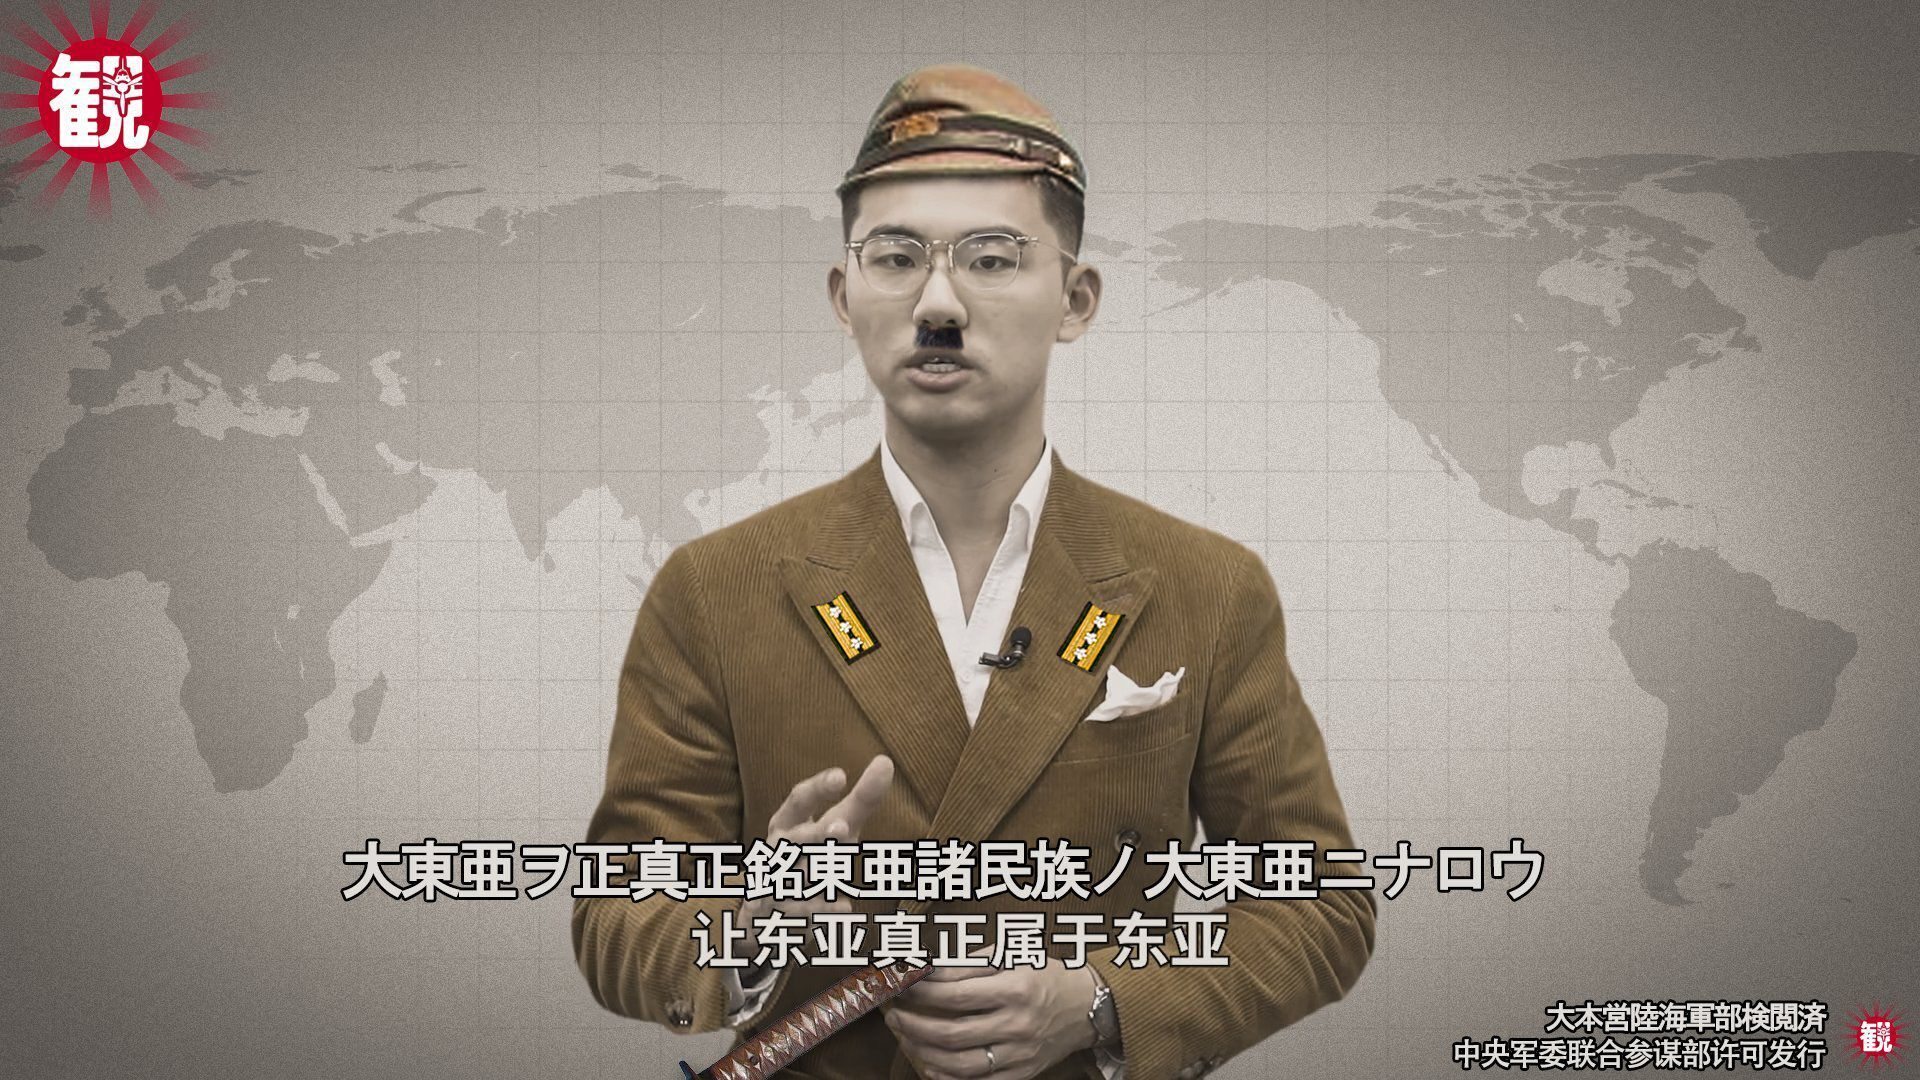 観
大東亜ヲ正真正銘東亜諸民族ノ大東亜ニナロウ
让东亚真正属于东亚
大本営陸海軍部検閲済
中央军委联合参谋部许可发行
観